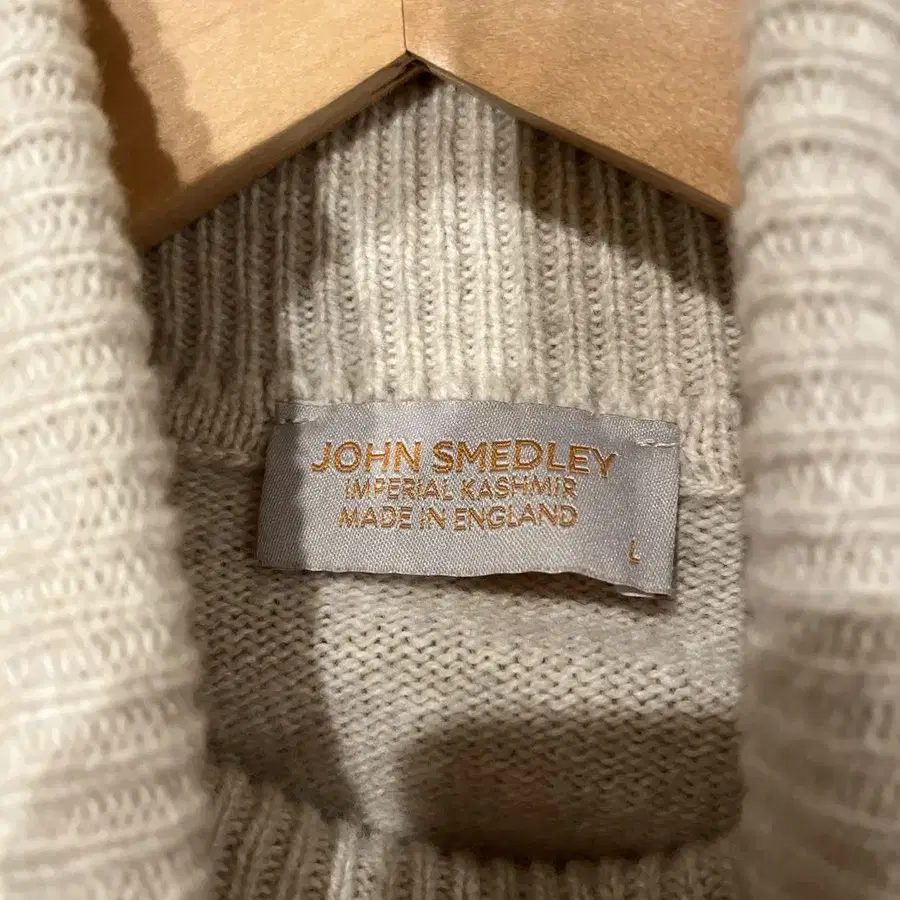 JOHN SMEDLEY
IMPERIAL KASHMIR
MADE IN ENGLAND
L